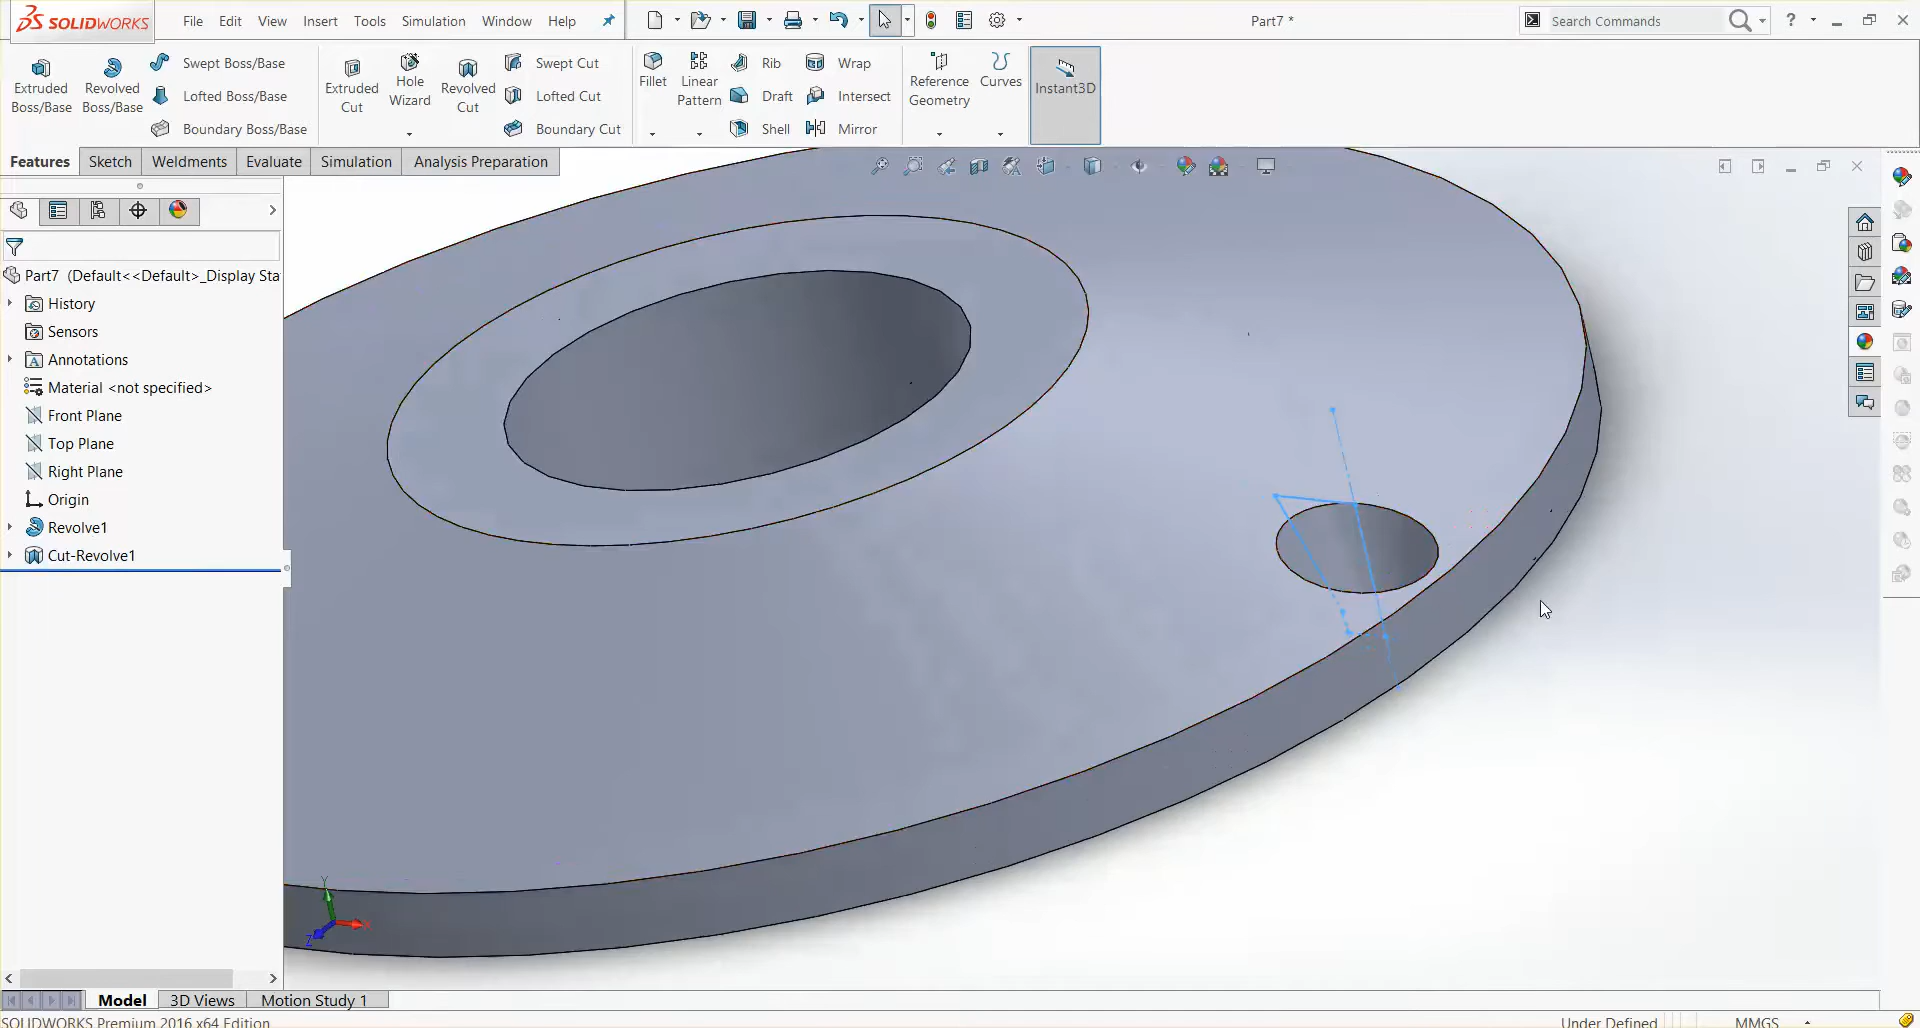 SOLIDWORKS File Edit View Insert Tools Simulation Window Help Part7 * Search Commands ?
Extruded Boss/Base
Revolved Boss/Base
Swept Boss/Base
Lofted Boss/Base
Boundary Boss/Base
Extruded Cut
Hole Wizard
Revolved Cut
Swept Cut
Lofted Cut
Boundary Cut
Fillet
Linear Pattern
Rib
Draft
Shell
Wrap
Intersect
Mirror
Reference Geometry
Curves
Instant3D
Features Sketch Weldments Evaluate Simulation Analysis Preparation
Part7 (Default<<Default>_Display Sta
History
Sensors
A Annotations
Material <not specified>
Front Plane
Top Plane
Right Plane
Origin
Revolve1
Cut-Revolve1
Y
X
Z
Model 3D Views Motion Study 1
SOLIDWORKS Premium 2016 x64 Edition Under Defined MMGS